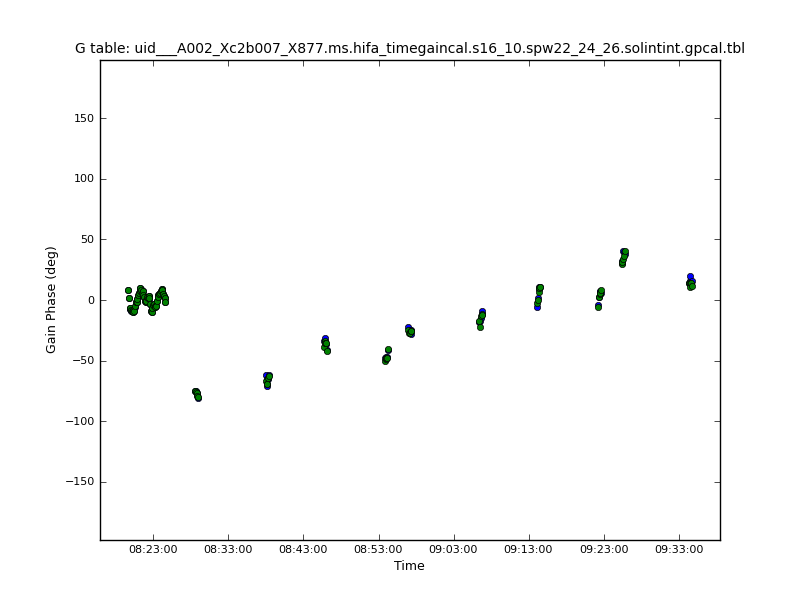 G table: uid___A002_Xc2b007_X877.ms.hifa_timegaincal.s16_10.spw22_24_26.solintint.gpcal.tbl
150
100
50
0
−50
−100
−150
Gain Phase (deg)
08:23:00 08:33:00 08:43:00 08:53:00 09:03:00 09:13:00 09:23:00 09:33:00
Time